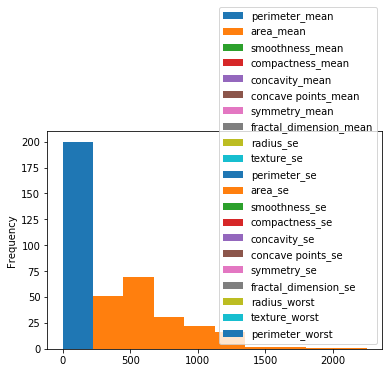 perimeter_mean
area_mean
smoothness_mean
compactness_mean
concavity_mean
concave points_mean
symmetry_mean
fractal_dimension_mean
radius_se
texture_se
perimeter_se
area_se
smoothness_se
compactness_se
concavity_se
concave points_se
symmetry_se
fractal_dimension_se
radius_worst
texture_worst
perimeter_worst
Frequency
200
175
150
125
100
75
50
25
0
0 500 1000 1500 2000